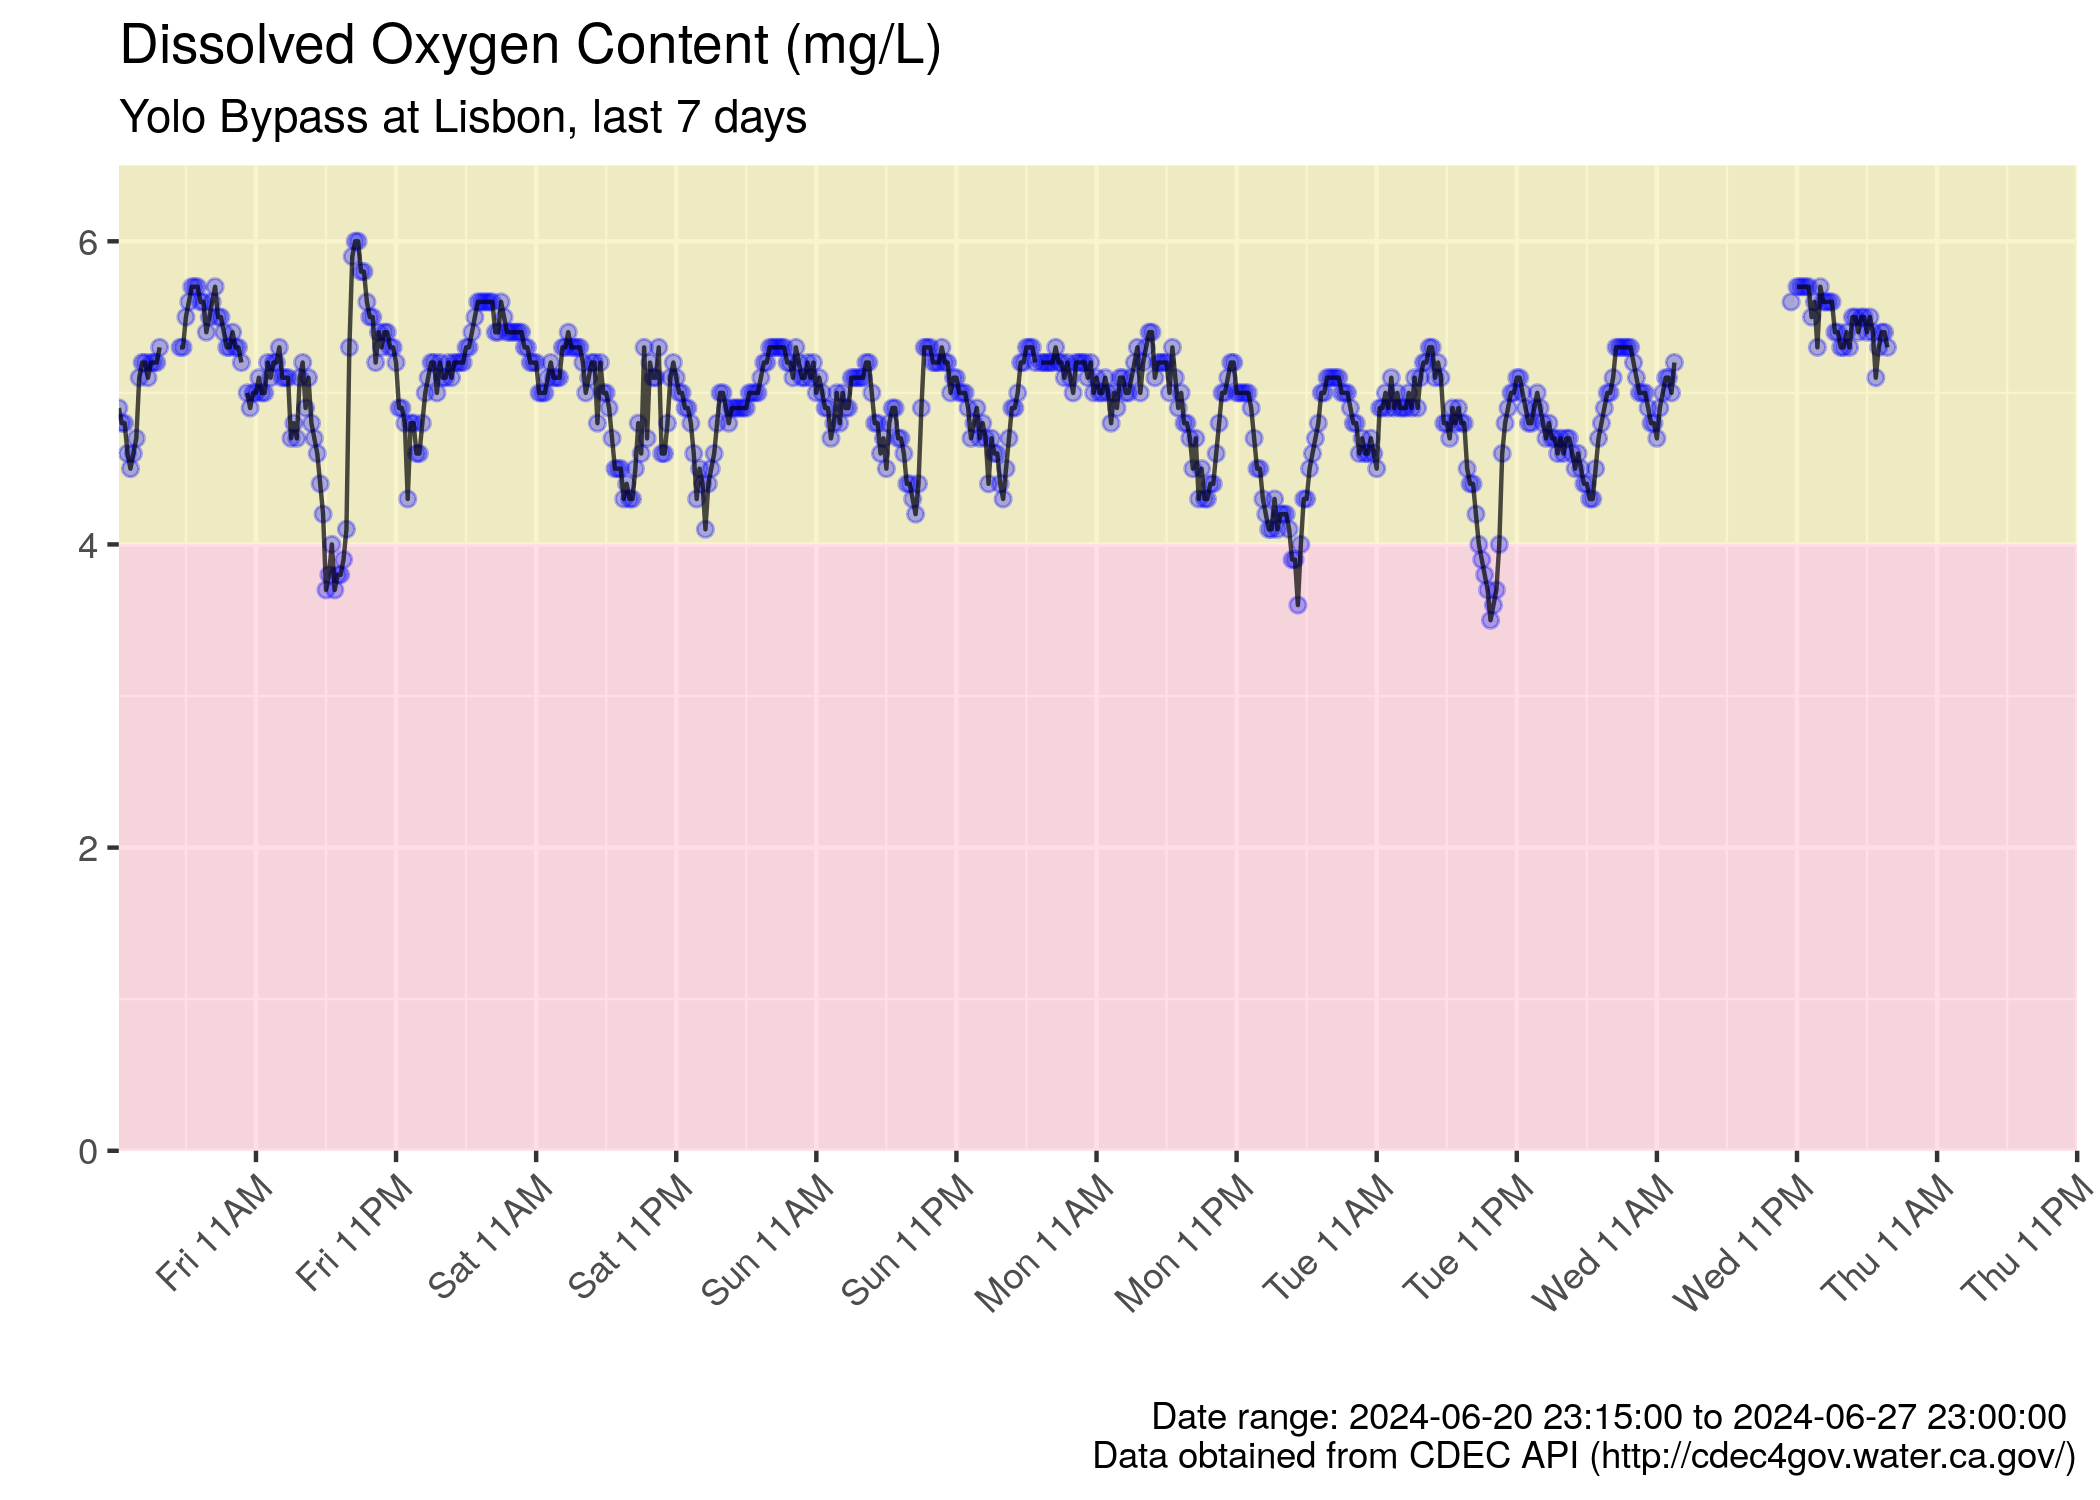 Dissolved Oxygen Content (mg/L)
Yolo Bypass at Lisbon, last 7 days
6
4
2
0
Fri 11AM
Fri 11PM
Sat 11AM
Sat 11PM
Sun 11AM
Sun 11PM
Mon 11AM
Mon 11PM
Tue 11AM
Tue 11PM
Wed 11AM
Wed 11PM
Thu 11AM
Thu 11PM
Date range: 2024-06-20 23:15:00 to 2024-06-27 23:00:00
Data obtained from CDEC API (http://cdec4gov.water.ca.gov/)